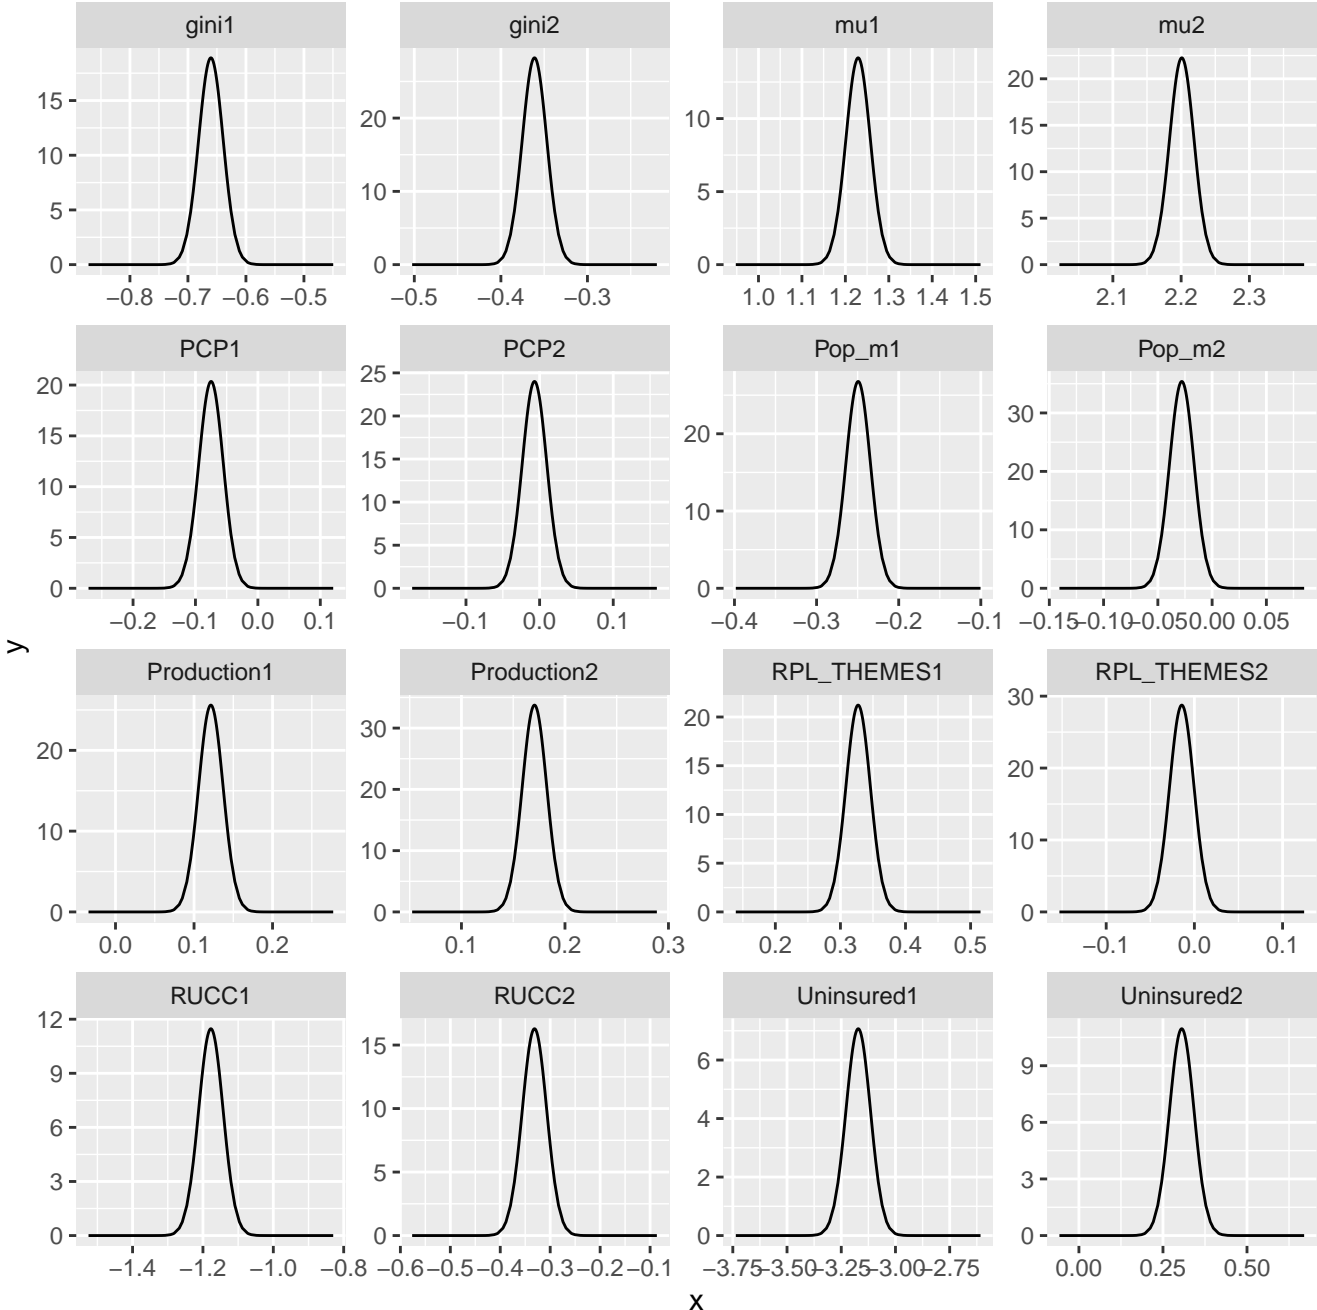 gini1 gini2 mu1 mu2
15 10 5 0
20 10 0
10 5 0
20 15 10 5 0
−0.8 −0.7 −0.6 −0.5
−0.5 −0.4 −0.3
1.0 1.1 1.2 1.3 1.4 1.5
2.1 2.2 2.3
PCP1 PCP2 Pop_m1 Pop_m2
20 15 10 5 0
25 20 15 10 5 0
20 10 0
30 20 10 0
−0.2 −0.1 0.0 0.1
−0.1 0.0 0.1
−0.4 −0.3 −0.2 −0.1
−0.15 −0.10 −0.05 0.00 0.05
y
Production1 Production2 RPL_THEMES1 RPL_THEMES2
20 10 0
30 20 10 0
20 15 10 5 0
30 20 10 0
0.0 0.1 0.2
0.1 0.2 0.3
0.2 0.3 0.4 0.5
−0.1 0.0 0.1
RUCC1 RUCC2 Uninsured1 Uninsured2
12 9 6 3 0
15 10 5 0
6 4 2 0
9 6 3 0
−1.4 −1.2 −1.0 −0.8
−0.6 −0.5 −0.4 −0.3 −0.2 −0.1
−3.75 −3.50 −3.25 −3.00 −2.75
0.00 0.25 0.50
x